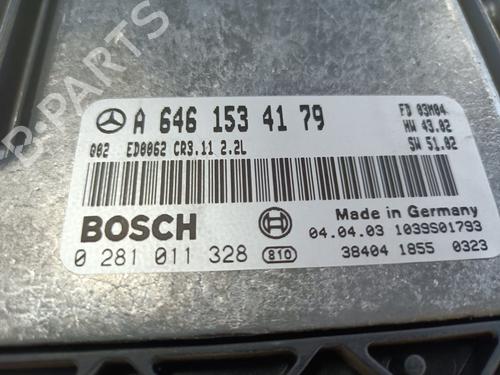 B-PARTS
A 646 153 41 79
FD 03M04
HW 43.02
SW 51.02
002 ED0062 CR3.11 2.2L
BOSCH
Made in Germany
04.04.03 1039S01793
0 281 011 328 810
38404 1855 0323